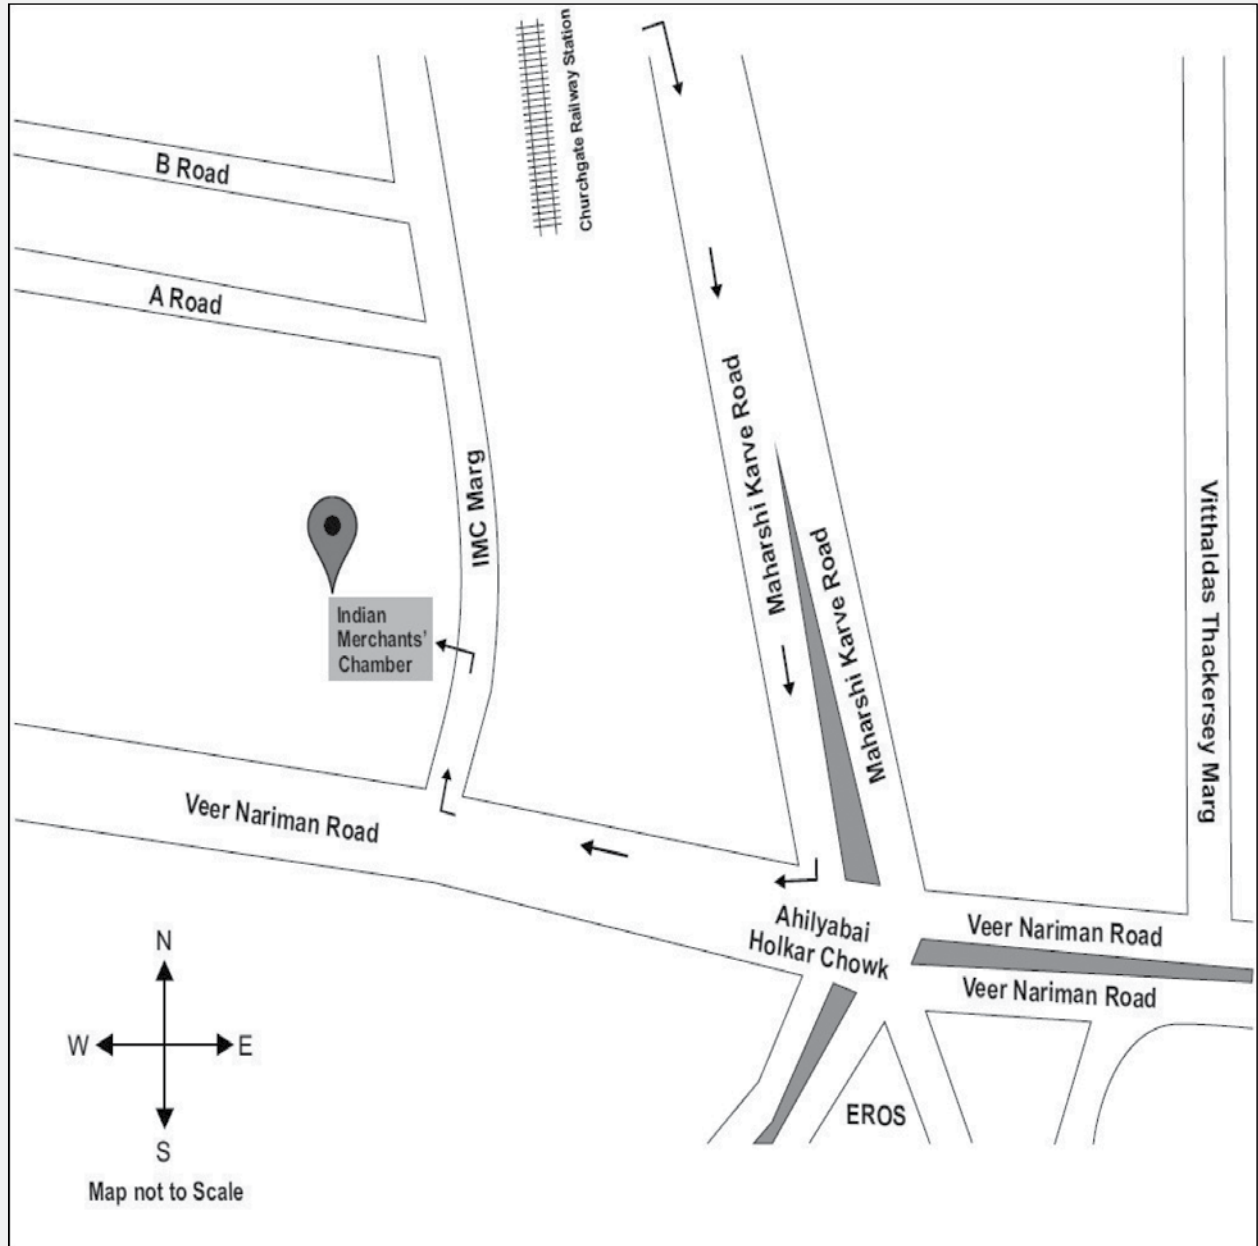 Churchgate Railway Station
B Road
A Road
Maharshi Karve Road
IMC Marg
Maharshi Karve Road
Vitthaldas Thackersey Marg
Indian
Merchants'
Chamber
Veer Nariman Road
Ahilyabai
Holkar Chowk
Veer Nariman Road
Veer Nariman Road
N
W
E
S
EROS
Map not to Scale